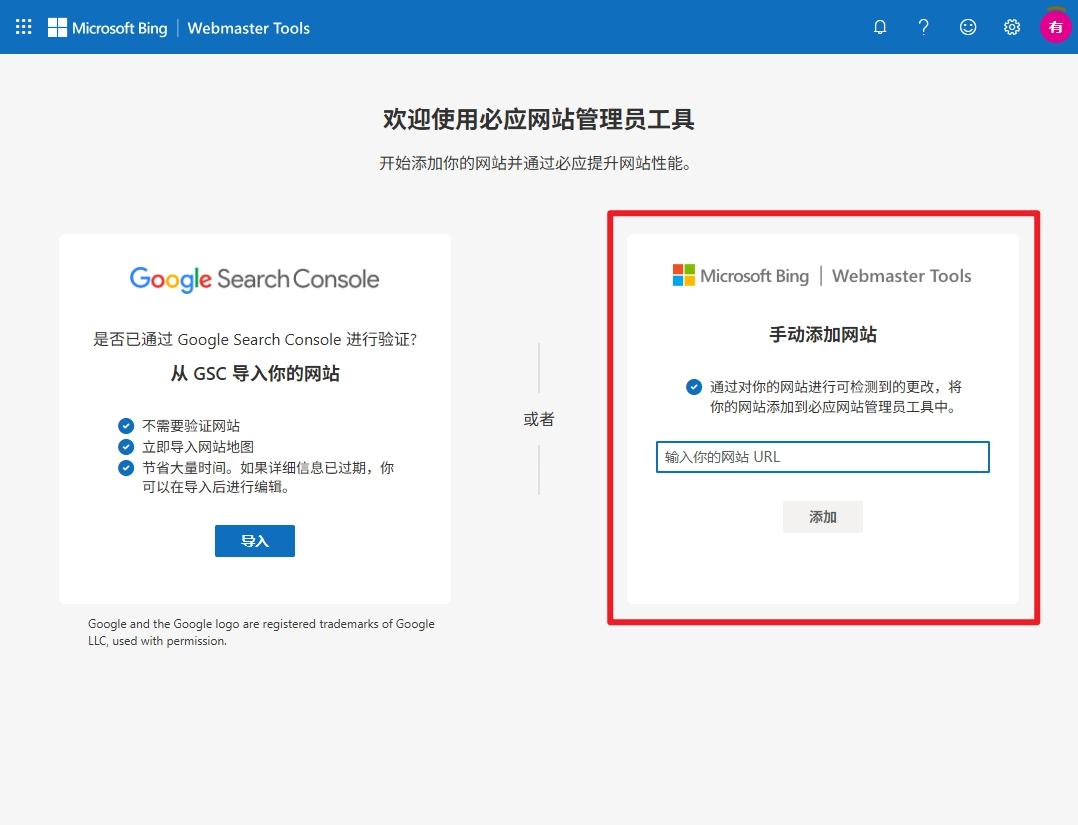 Microsoft Bing | Webmaster Tools
有
欢迎使用必应网站管理员工具
开始添加你的网站并通过必应提升网站性能。
Google Search Console
是否已通过 Google Search Console 进行验证?
从 GSC 导入你的网站
不需要验证网站
立即导入网站地图
节省大量时间。如果详细信息已过期，你
可以在导入后进行编辑。
导入
Google and the Google logo are registered trademarks of Google
LLC, used with permission.
或者
Microsoft Bing | Webmaster Tools
手动添加网站
通过对你的网站进行可检测到的更改，将
你的网站添加到必应网站管理员工具中。
输入你的网站 URL
添加